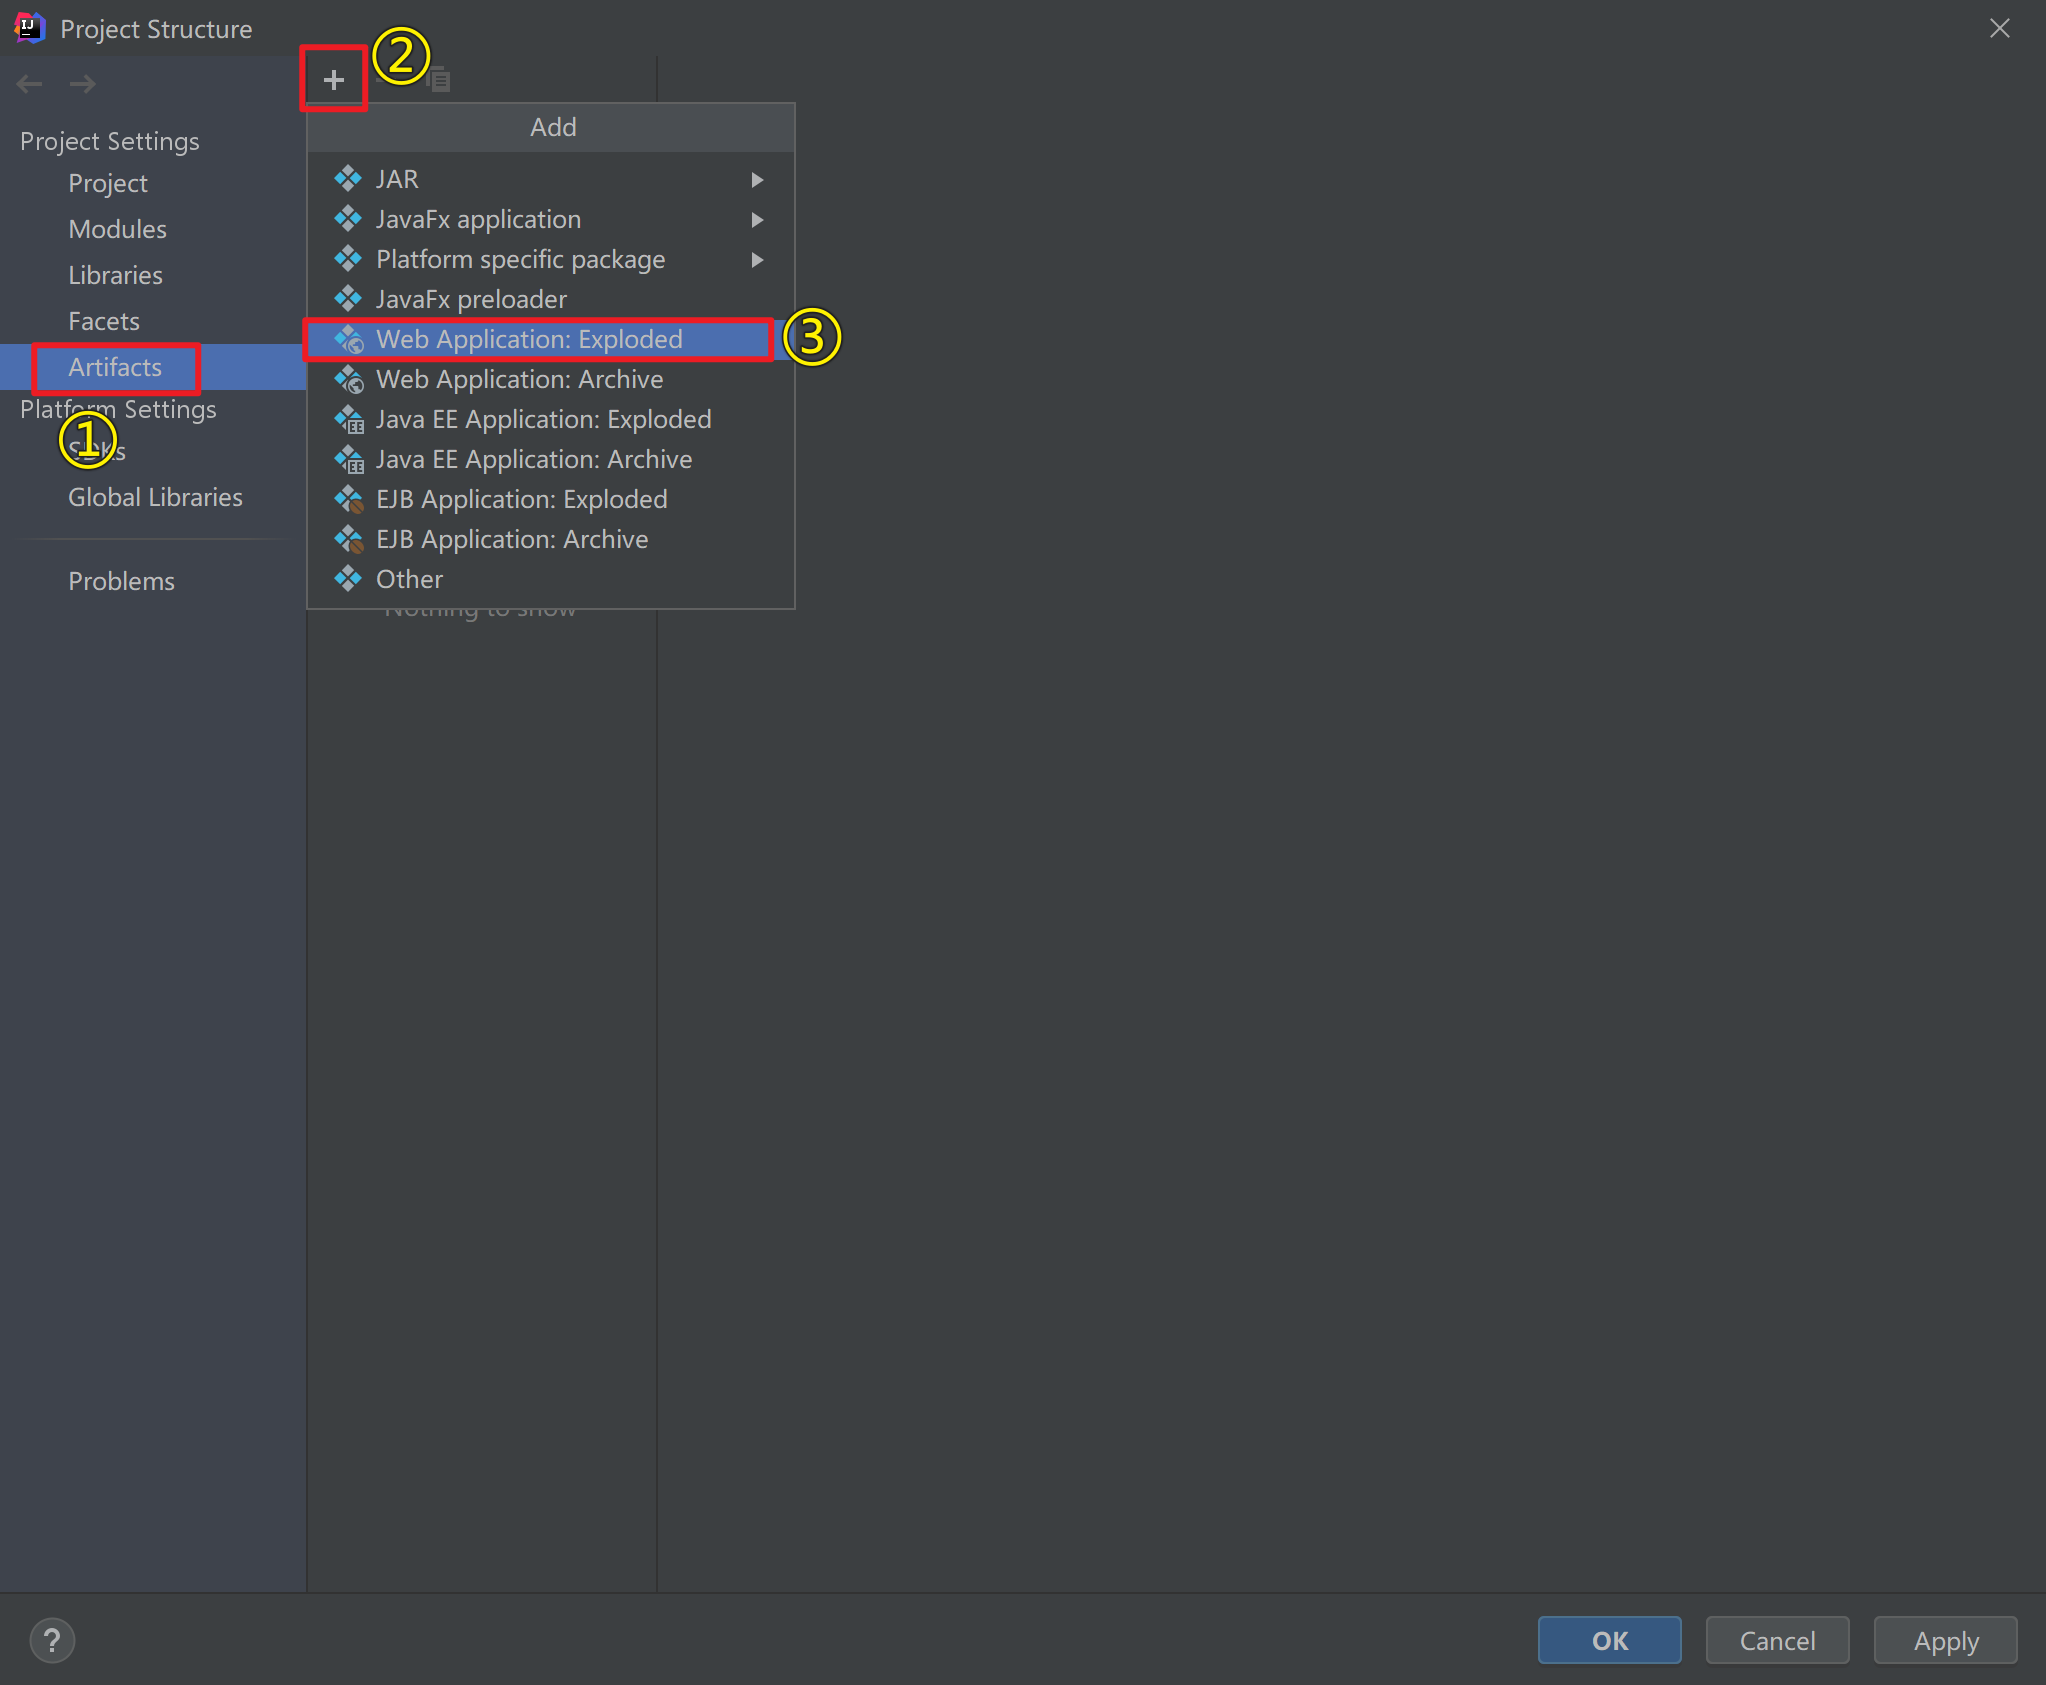 Project Structure
②
Project Settings
Project
Modules
Libraries
Facets
Artifacts
Platform Settings
①
SDKs
Global Libraries
Problems
Add
JAR
JavaFx application
Platform specific package
JavaFx preloader
Web Application: Exploded
③
Web Application: Archive
Java EE Application: Exploded
Java EE Application: Archive
EJB Application: Exploded
EJB Application: Archive
Other
Nothing to show
?
OK
Cancel
Apply